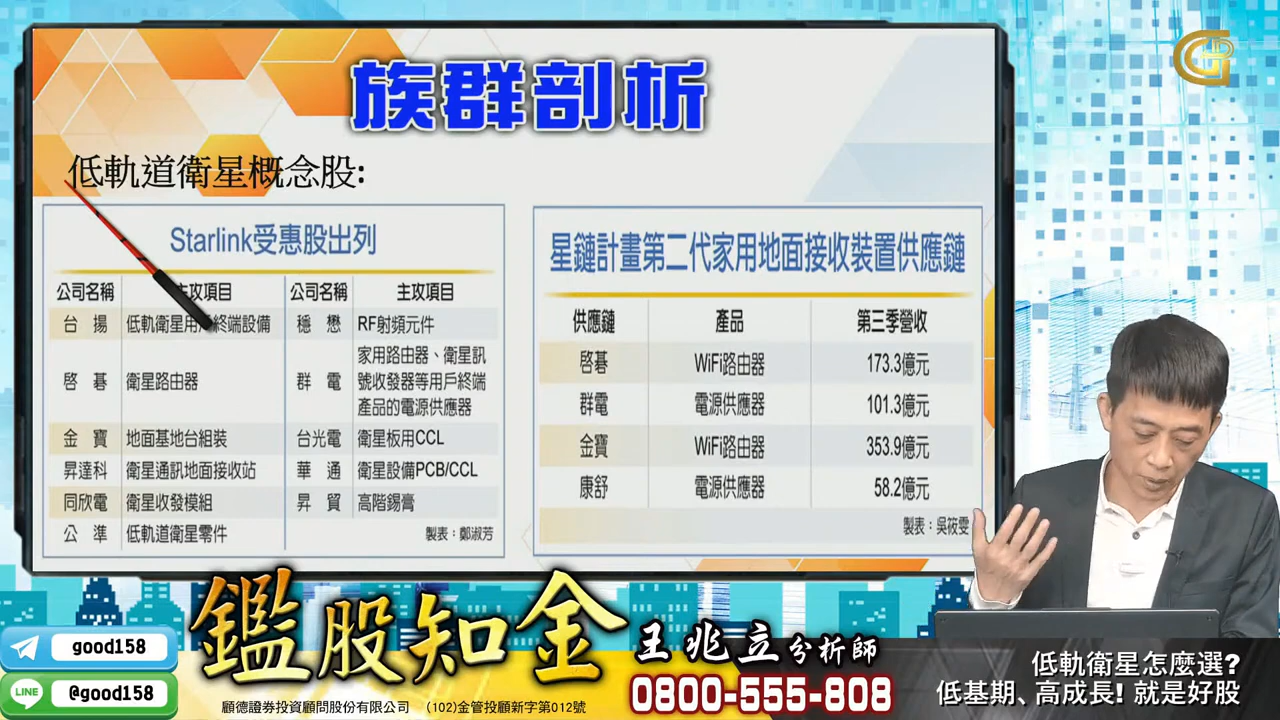 族群剖析
低軌道衛星概念股:
Starlink受惠股出列
公司名稱 主攻項目 公司名稱 主攻項目
台揚 低軌衛星用戶終端設備 穩懋 RF射頻元件
啓碁 衛星路由器 群電 家用路由器、衛星訊
號收發器等用戶終端
產品的電源供應器
金寶 地面基地台組裝 台光電 衛星板用CCL
昇達科 衛星通訊地面接收站 華通 衛星設備PCB/CCL
同欣電 衛星收發模組 昇貿 高階錫膏
公準 低軌道衛星零件
製表:鄭淑芳
星鏈計畫第二代家用地面接收裝置供應鏈
供應鏈 產品 第三季營收
啓碁 WiFi路由器 173.3億元
群電 電源供應器 101.3億元
金寶 WiFi路由器 353.9億元
康舒 電源供應器 58.2億元
製表:吳筱雯
good158
LINE @good158
鑑股知金
王兆立分析師
0800-555-808
顧德證券投資顧問股份有限公司 (102)金管投顧新字第012號
低軌衛星怎麼選?
低基期、高成長!就是好股